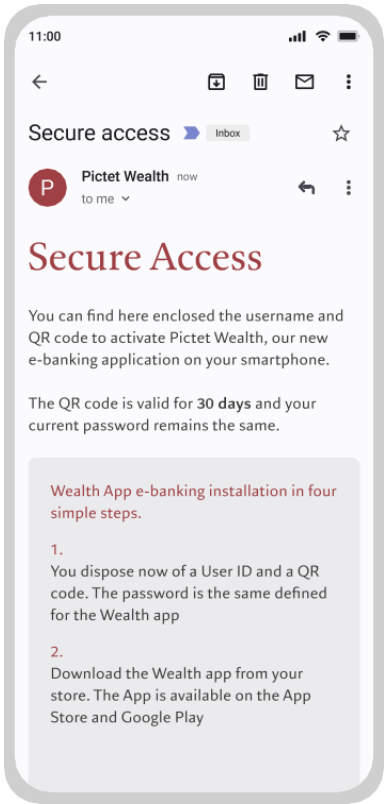 11:00
Secure access
Inbox
P
Pictet Wealth now
to me
Secure Access
You can find here enclosed the username and
QR code to activate Pictet Wealth, our new
e-banking application on your smartphone.
The QR code is valid for 30 days and your
current password remains the same.
Wealth App e-banking installation in four
simple steps.
1.
You dispose now of a User ID and a QR
code. The password is the same defined
for the Wealth app
2.
Download the Wealth app from your
store. The App is available on the App
Store and Google Play